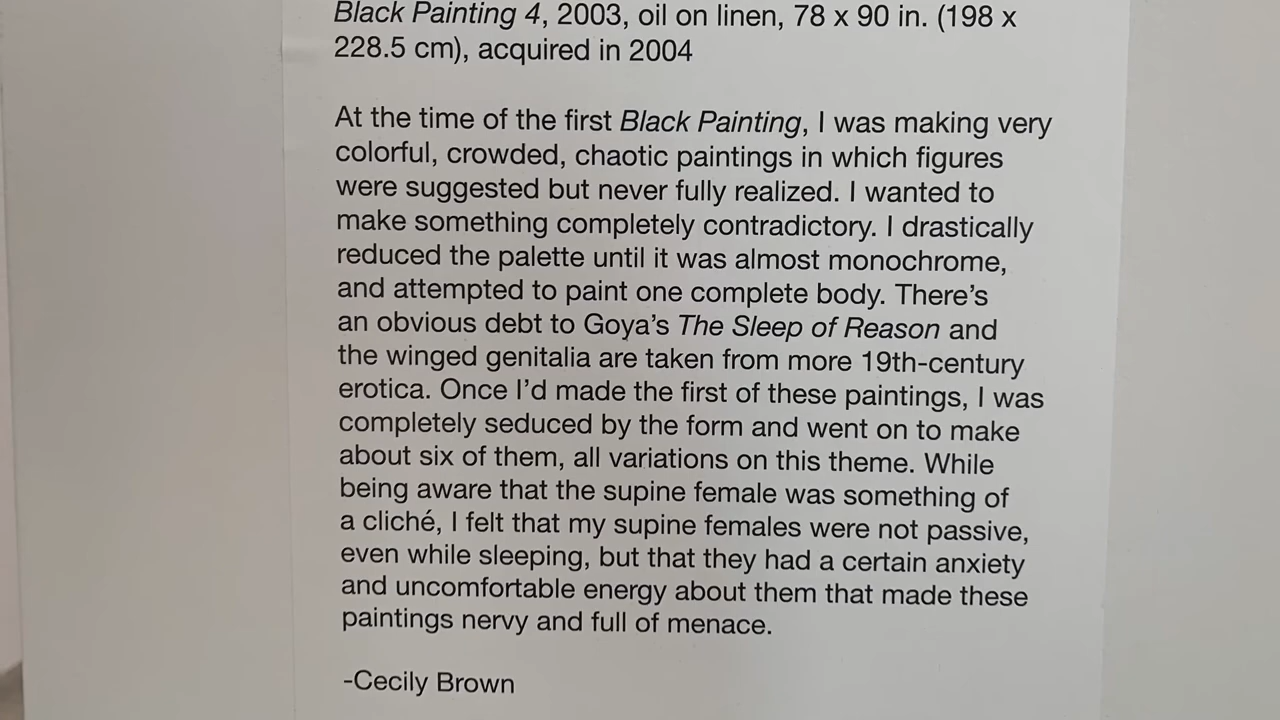 Black Painting 4, 2003, oil on linen, 78 x 90 in. (198 x
228.5 cm), acquired in 2004
At the time of the first Black Painting, I was making very
colorful, crowded, chaotic paintings in which figures
were suggested but never fully realized. I wanted to
make something completely contradictory. I drastically
reduced the palette until it was almost monochrome,
and attempted to paint one complete body. There’s
an obvious debt to Goya’s The Sleep of Reason and
the winged genitalia are taken from more 19th-century
erotica. Once I’d made the first of these paintings, I was
completely seduced by the form and went on to make
about six of them, all variations on this theme. While
being aware that the supine female was something of
a cliché, I felt that my supine females were not passive,
even while sleeping, but that they had a certain anxiety
and uncomfortable energy about them that made these
paintings nervy and full of menace.
-Cecily Brown